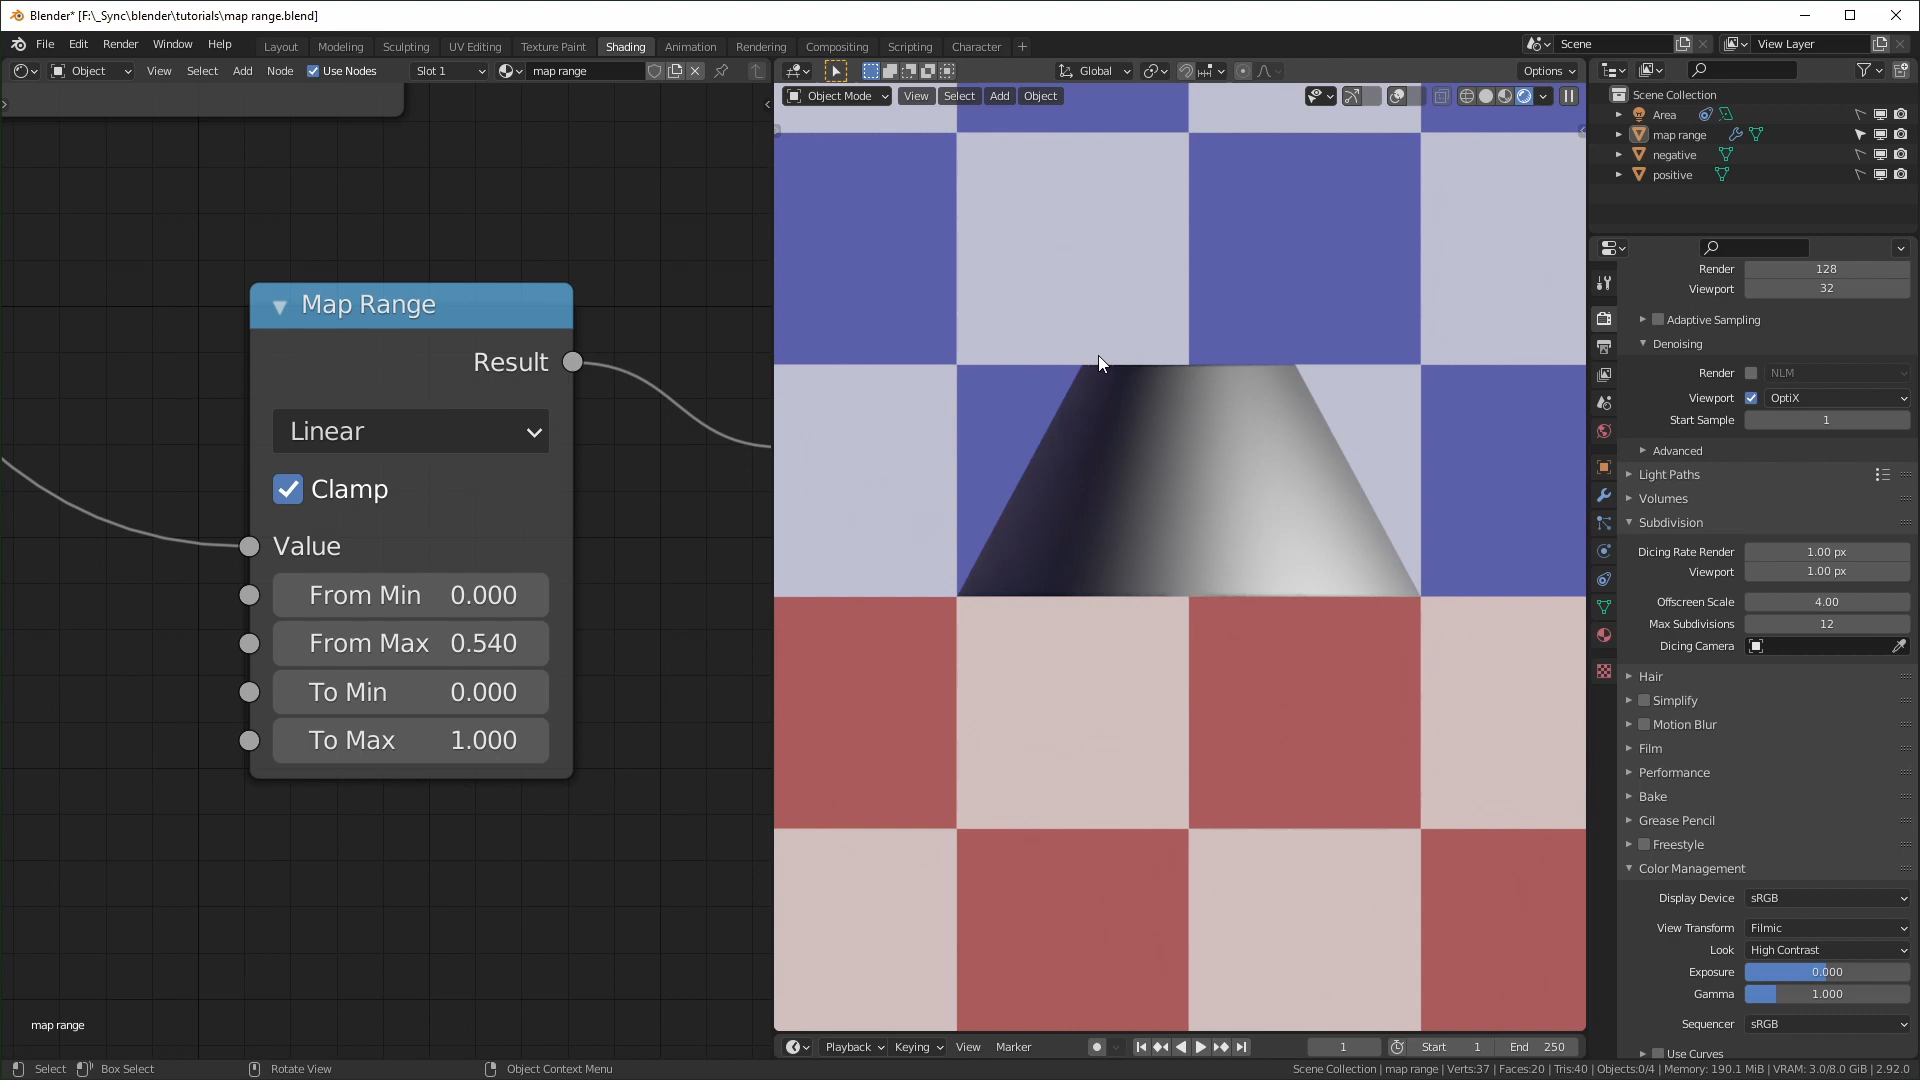 Blender* [F:\_Sync\blender\tutorials\map range.blend]
File Edit Render Window Help Layout Modeling Sculpting UV Editing Texture Paint Shading Animation Rendering Compositing Scripting Character + Scene View Layer
Object View Select Add Node Use Nodes Slot 1 map range
Global Options
Object Mode View Select Add Object
Map Range
Result
Linear
Clamp
Value
From Min 0.000
From Max 0.540
To Min 0.000
To Max 1.000
map range
Scene Collection
Area
map range
negative
positive
Render 128
Viewport 32
Adaptive Sampling
Denoising
Render NLM
Viewport OptiX
Start Sample 1
Advanced
Light Paths
Volumes
Subdivision
Dicing Rate Render 1.00 px
Viewport 1.00 px
Offscreen Scale 4.00
Max Subdivisions 12
Dicing Camera
Hair
Simplify
Motion Blur
Film
Performance
Bake
Grease Pencil
Freestyle
Color Management
Display Device sRGB
View Transform Filmic
Look High Contrast
Exposure 0.000
Gamma 1.000
Sequencer sRGB
Use Curves
Playback Keying View Marker 1 Start 1 End 250
Select Box Select Rotate View Object Context Menu Scene Collection | map range | Verts:37 | Faces:20 | Tris:40 | Objects:0/4 | Memory: 190.1 MiB | VRAM: 3.0/8.0 GiB | 2.92.0